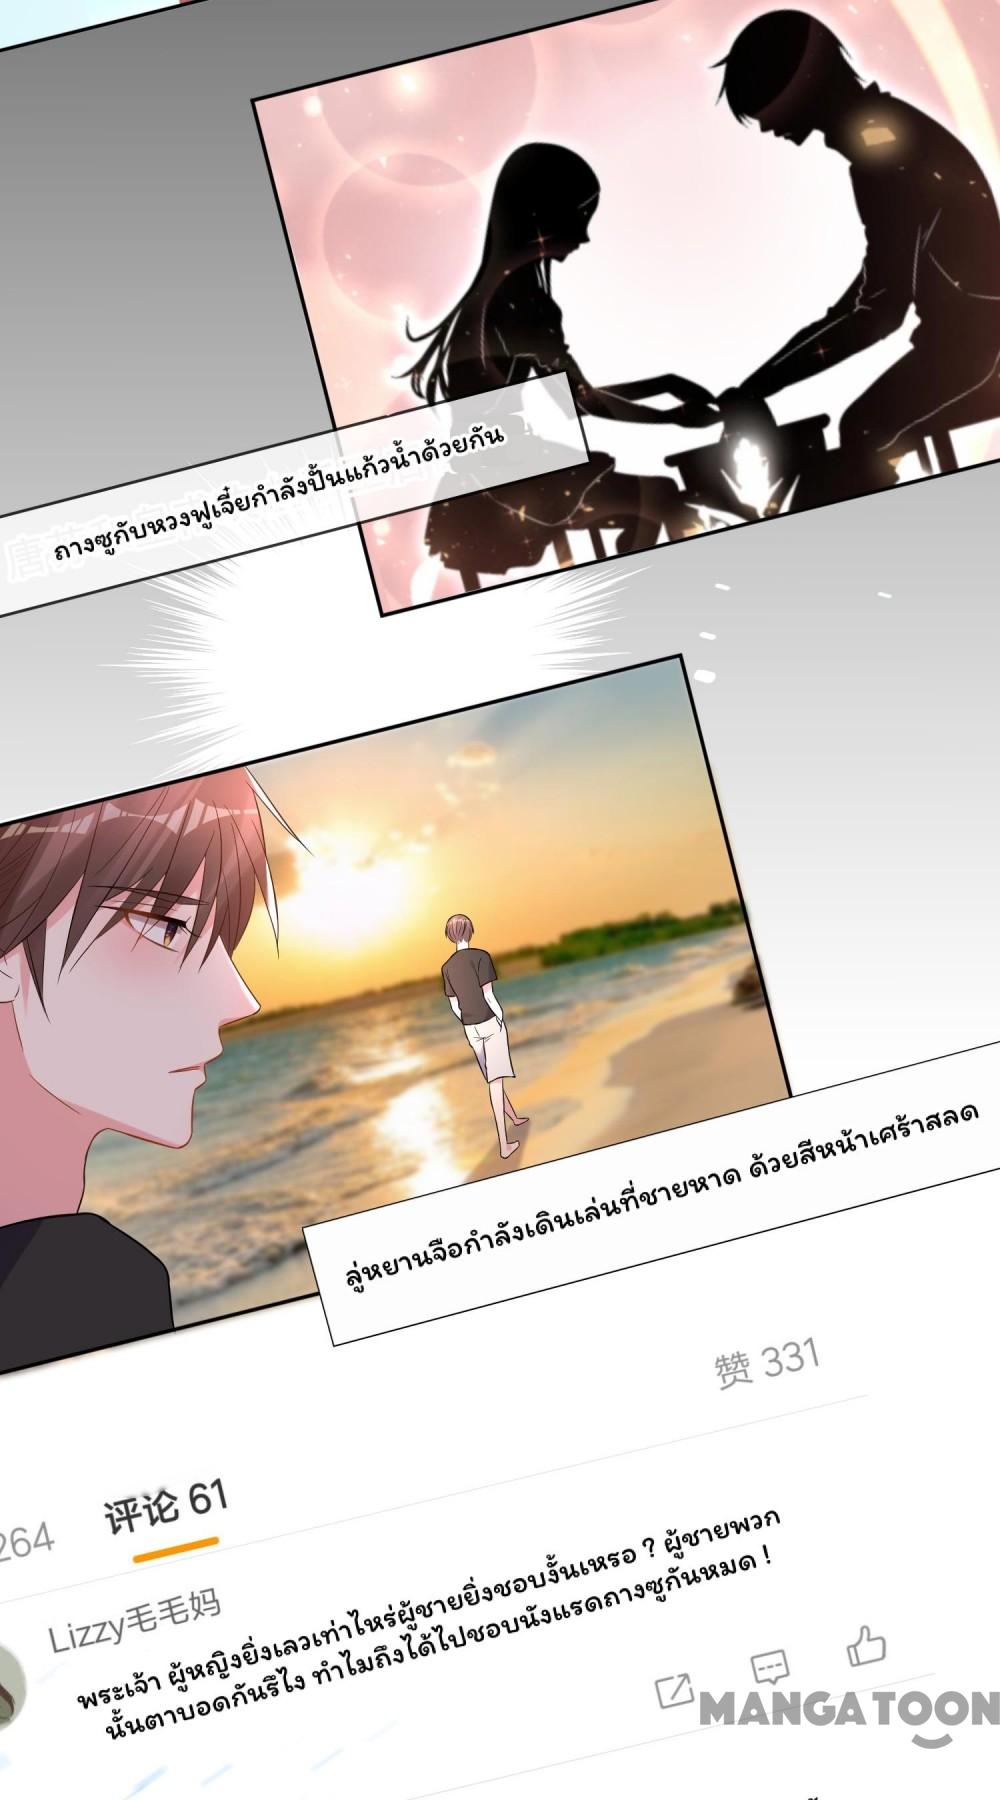 ถางซูกับหวงฟูเจี๋ยกำลังปั้นแก้วน้ำด้วยกัน
ลู่หยานจือกำลังเดินเล่นที่ชายหาด ด้วยสีหน้าเศร้าสลด
赞 331
264 评论 61
Lizzy毛毛妈
พระเจ้า ผู้หญิงยิ่งเลวเท่าไหร่ผู้ชายยิ่งชอบงั้นเหรอ ? ผู้ชายพวก
นั้นตาบอดกันรึไง ทำไมถึงได้ไปชอบนังแรดถางซูกันหมด !
MANGATOON